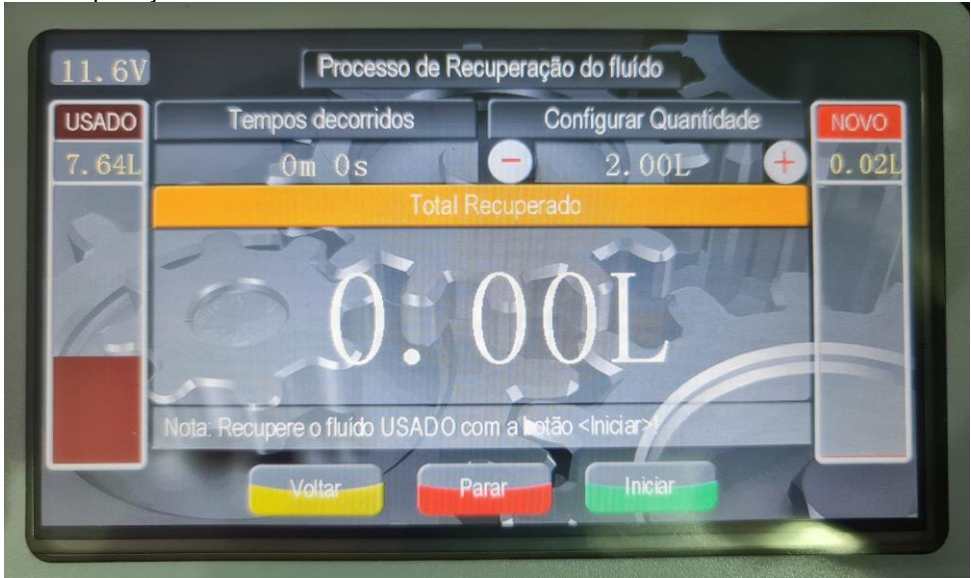 11.6V
Processo de Recuperação do fluído
USADO
Tempos decorridos
Configurar Quantidade
NOVO
7.64L
0m 0s
-
2.00L
+
0.02L
Total Recuperado
0.00L
Nota: Recupere o fluído USADO com a botão <Iniciar>!
Voltar
Parar
Iniciar